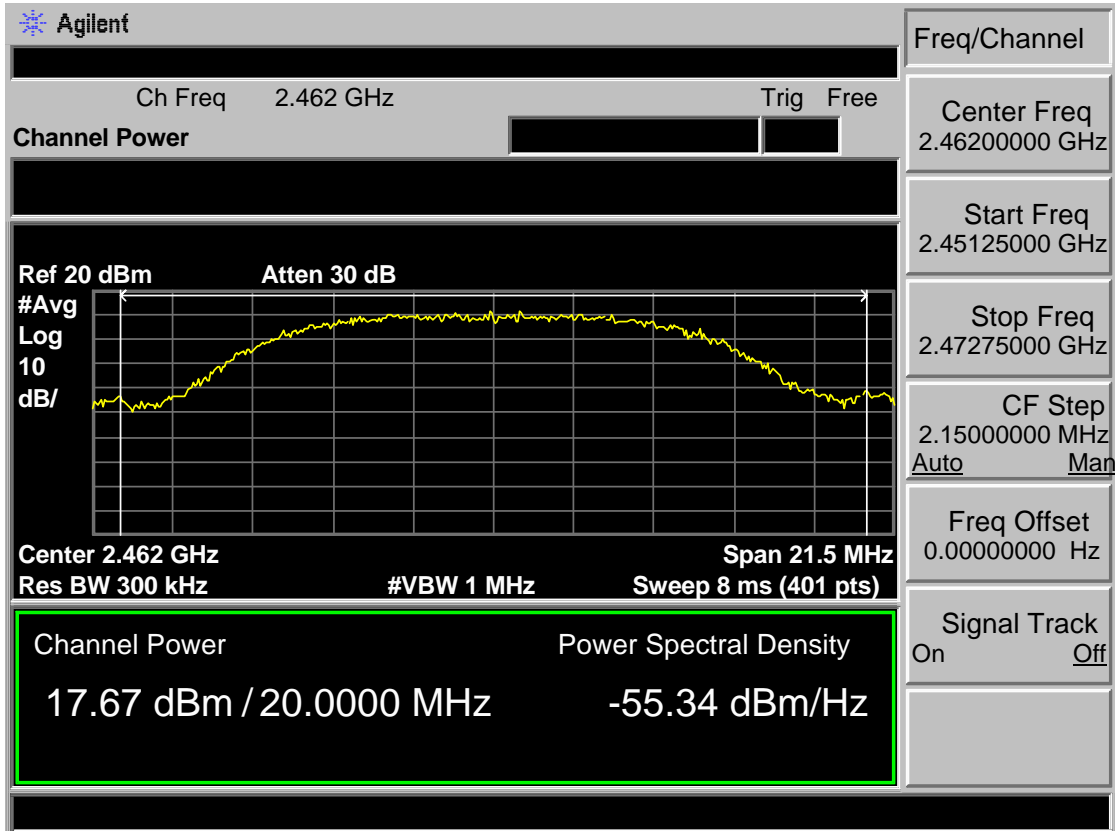 Agilent
Freq/Channel
Ch Freq 2.462 GHz Trig Free
Channel Power
Center Freq
2.46200000 GHz
Start Freq
2.45125000 GHz
Stop Freq
2.47275000 GHz
CF Step
2.15000000 MHz
Auto Man
Freq Offset
0.00000000 Hz
Signal Track
On Off
Ref 20 dBm Atten 30 dB
#Avg
Log
10
dB/
Center 2.462 GHz Span 21.5 MHz
Res BW 300 kHz #VBW 1 MHz Sweep 8 ms (401 pts)
Channel Power Power Spectral Density
17.67 dBm / 20.0000 MHz -55.34 dBm/Hz